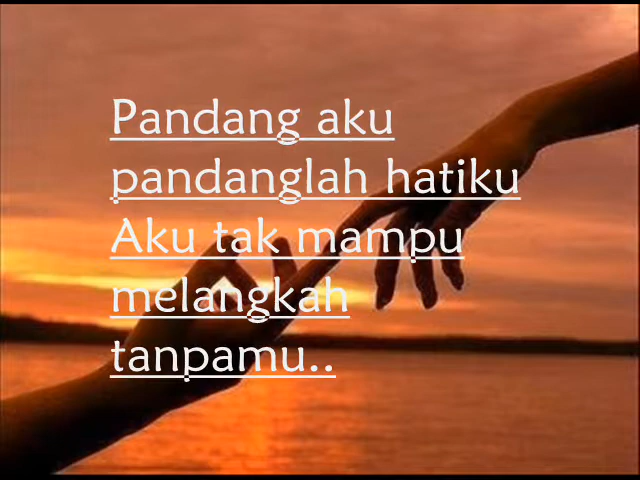 Pandang aku
pandanglah hatiku
Aku tak mampu
melangkah
tanpamu..